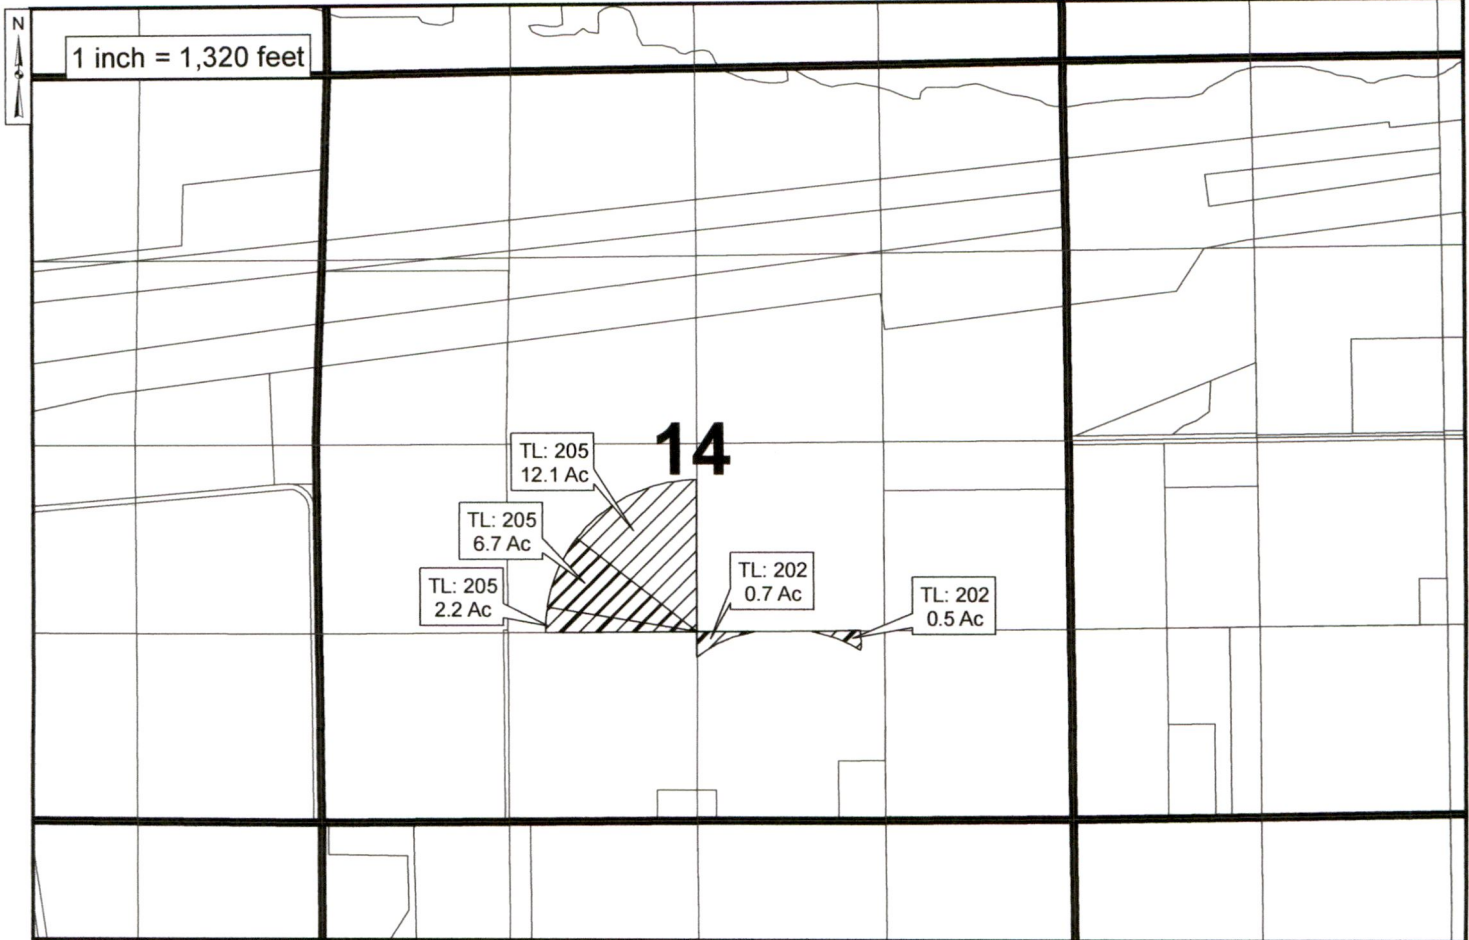 N
1 inch = 1,320 feet
14
TL: 205
12.1 Ac
TL: 205
6.7 Ac
TL: 205
2.2 Ac
TL: 202
0.7 Ac
TL: 202
0.5 Ac